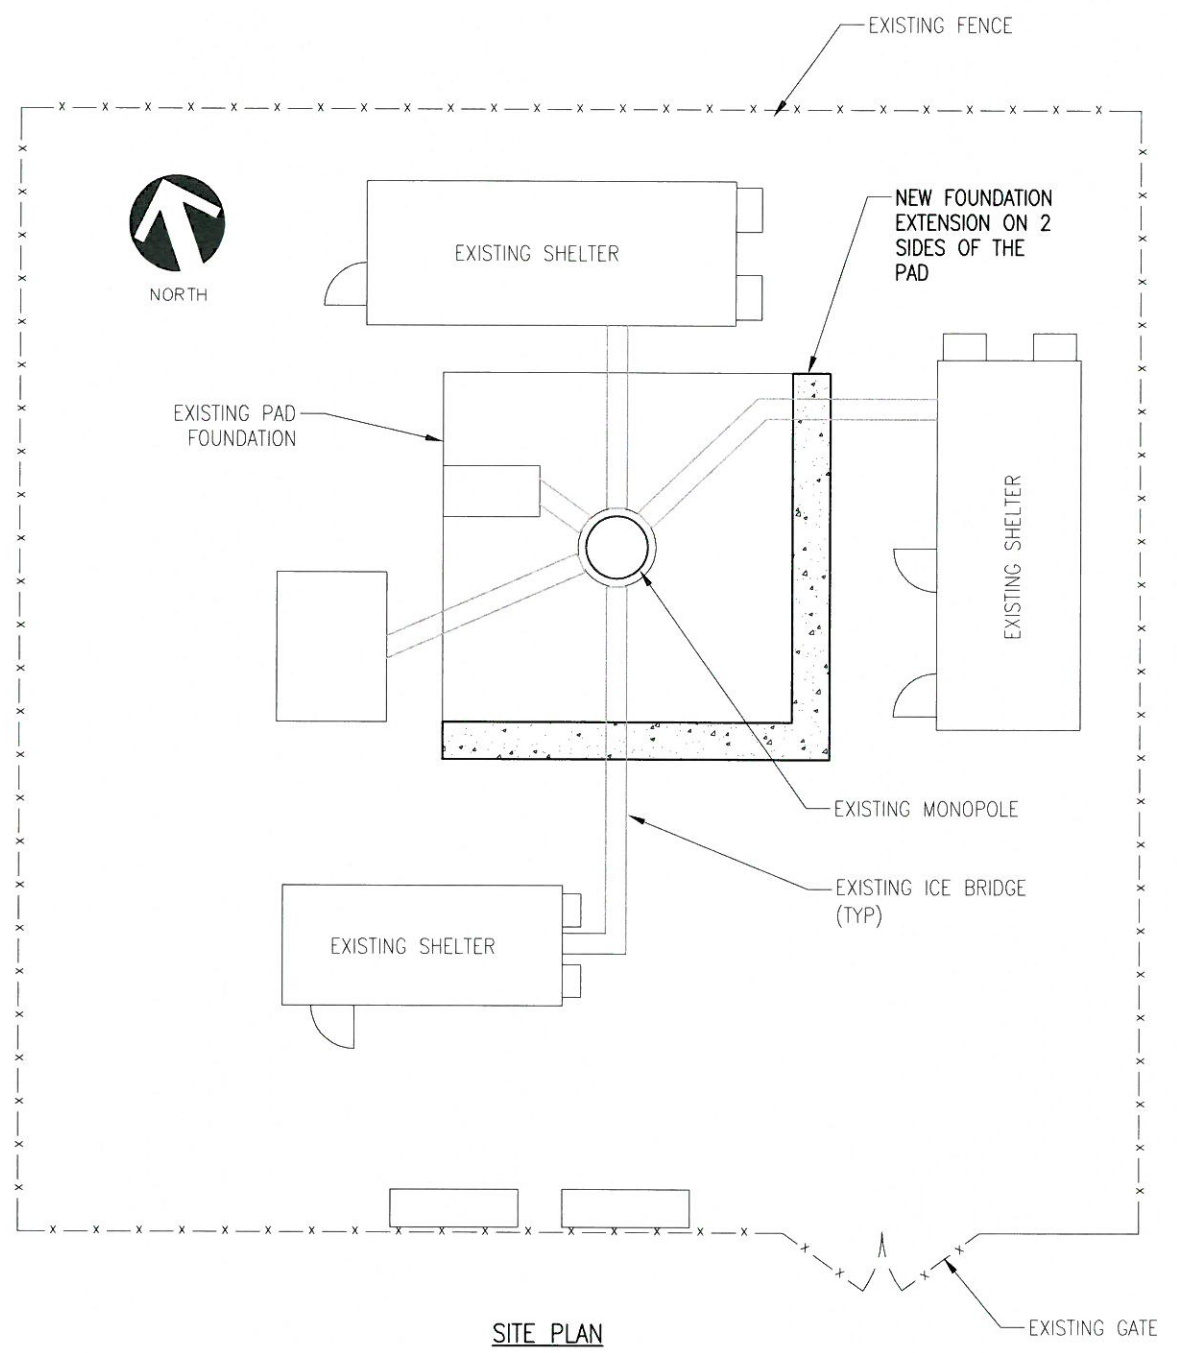 EXISTING FENCE
NEW FOUNDATION
EXTENSION ON 2
SIDES OF THE
PAD
EXISTING SHELTER
NORTH
EXISTING PAD
FOUNDATION
EXISTING SHELTER
EXISTING MONOPOLE
EXISTING ICE BRIDGE
(TYP)
EXISTING SHELTER
EXISTING GATE
SITE PLAN